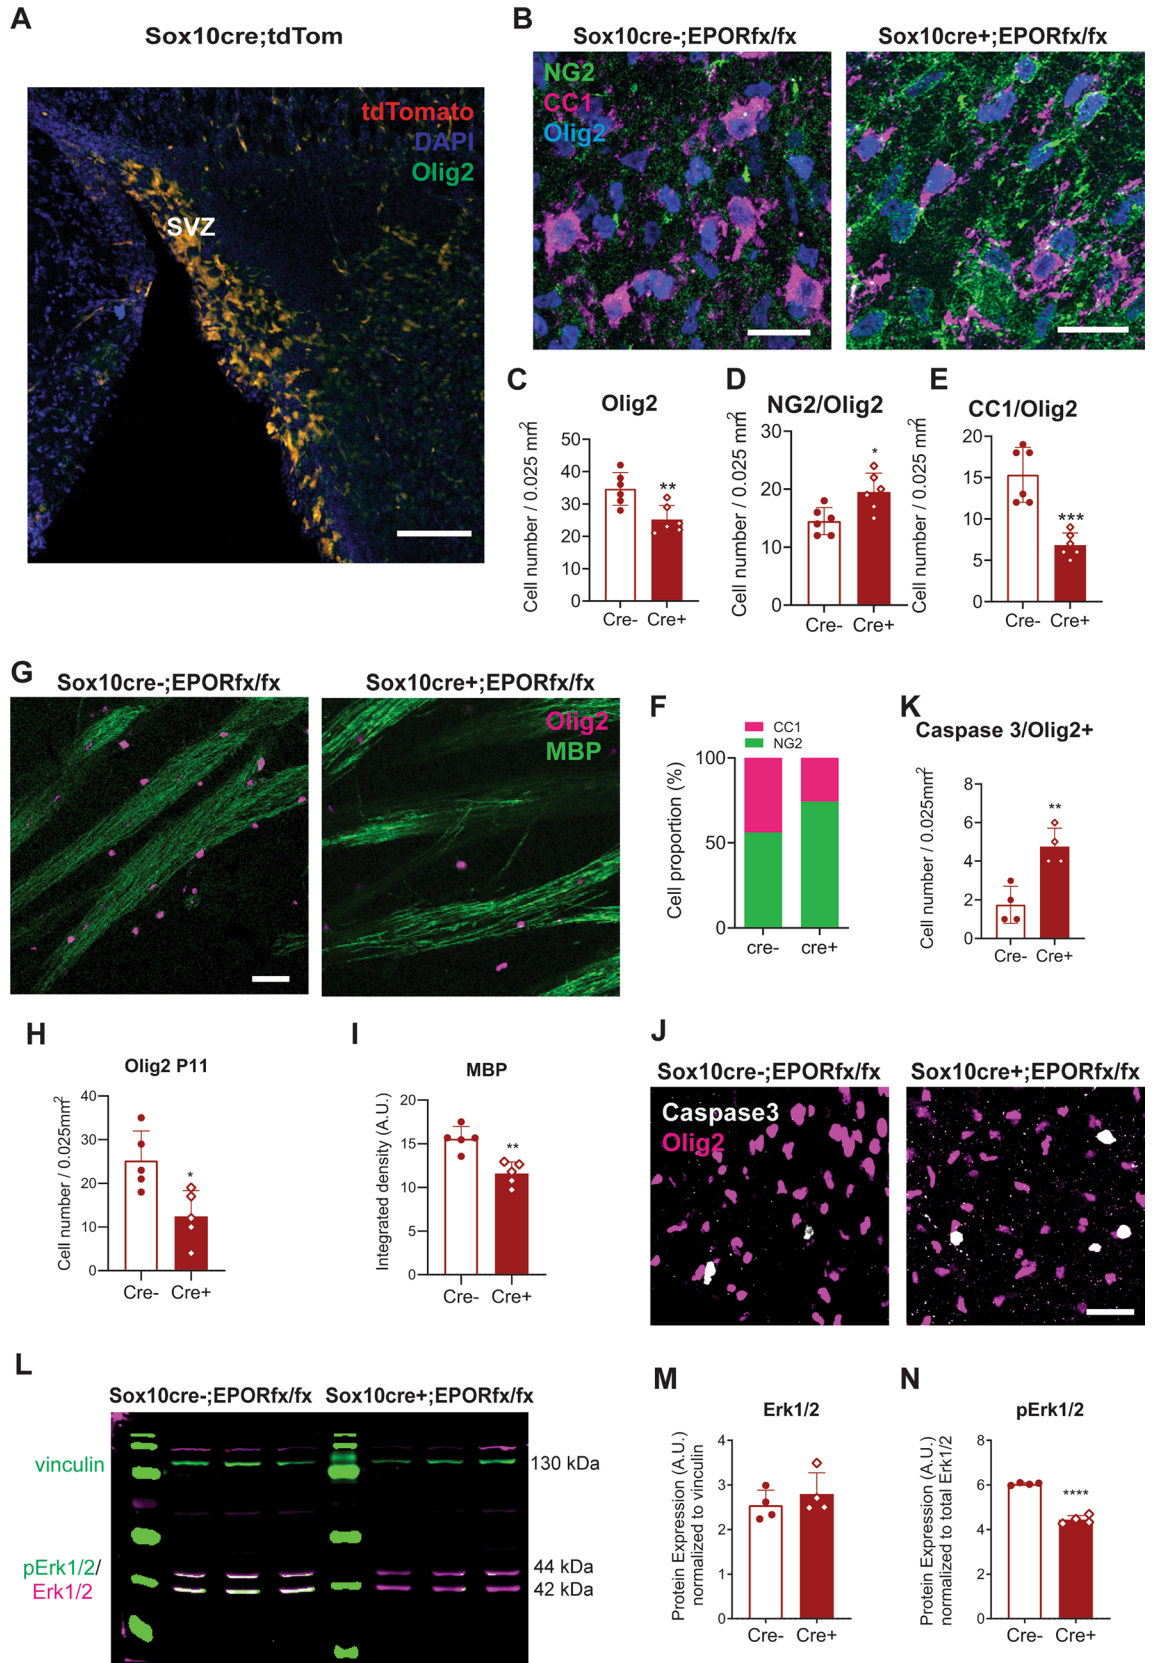 A
Sox10cre;tdTom
tdTomato
DAPI
Olig2
SVZ
B
Sox10cre-;EPORfx/fx
Sox10cre+;EPORfx/fx
NG2
CC1
Olig2
C
Olig2
Cell number / 0.025 mm2
50
40
30
20
10
0
**
Cre-
Cre+
D
NG2/Olig2
Cell number / 0.025 mm2
30
20
10
0
*
Cre-
Cre+
E
CC1/Olig2
Cell number / 0.025 mm2
20
15
10
5
0
***
Cre-
Cre+
G
Sox10cre-;EPORfx/fx
Sox10cre+;EPORfx/fx
Olig2
MBP
F
CC1
NG2
Cell proportion (%)
100
50
0
cre-
cre+
K
Caspase 3/Olig2+
Cell number / 0.025mm2
8
6
4
2
0
**
Cre-
Cre+
H
Olig2 P11
Cell number / 0.025mm2
40
30
20
10
0
*
Cre-
Cre+
I
MBP
Integrated density (A.U.)
20
15
10
5
0
**
Cre-
Cre+
J
Sox10cre-;EPORfx/fx
Sox10cre+;EPORfx/fx
Caspase3
Olig2
L
Sox10cre-;EPORfx/fx
Sox10cre+;EPORfx/fx
vinculin
130 kDa
pErk1/2/
Erk1/2
44 kDa
42 kDa
M
Erk1/2
Protein Expression (A.U.)
normalized to vinculin
4
3
2
1
0
Cre-
Cre+
N
pErk1/2
Protein Expression (A.U.)
normalized to total Erk1/2
8
6
4
2
0
****
Cre-
Cre+